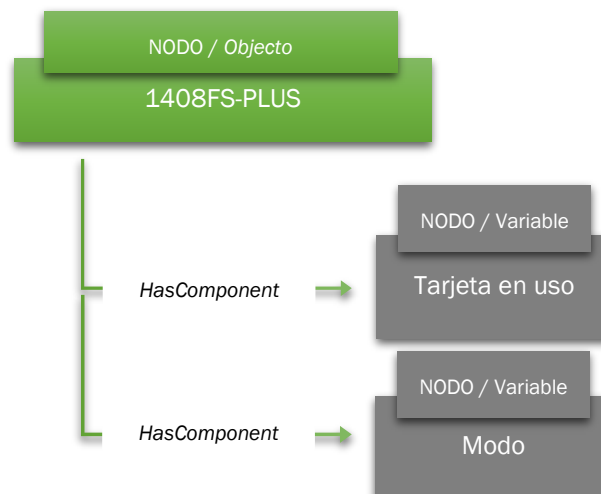 NODO / Objecto
1408FS-PLUS
NODO / Variable
Tarjeta en uso
HasComponent
NODO / Variable
Modo
HasComponent